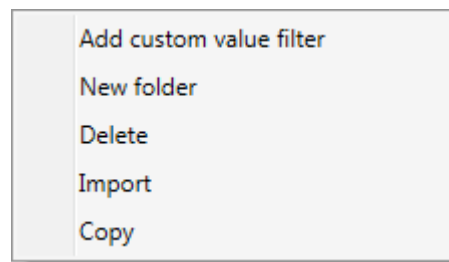 Add custom value filter
New folder
Delete
Import
Copy